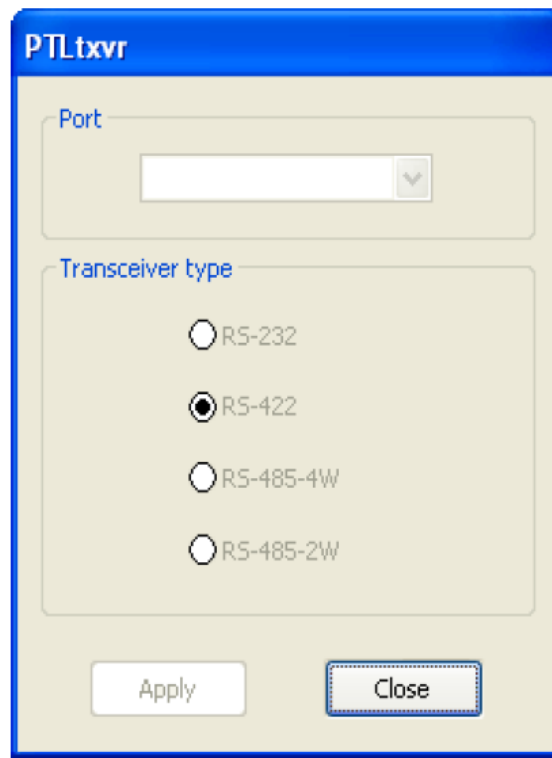 PTLtxvr
Port
Transceiver type
RS-232
RS-422
RS-485-4W
RS-485-2W
Apply
Close